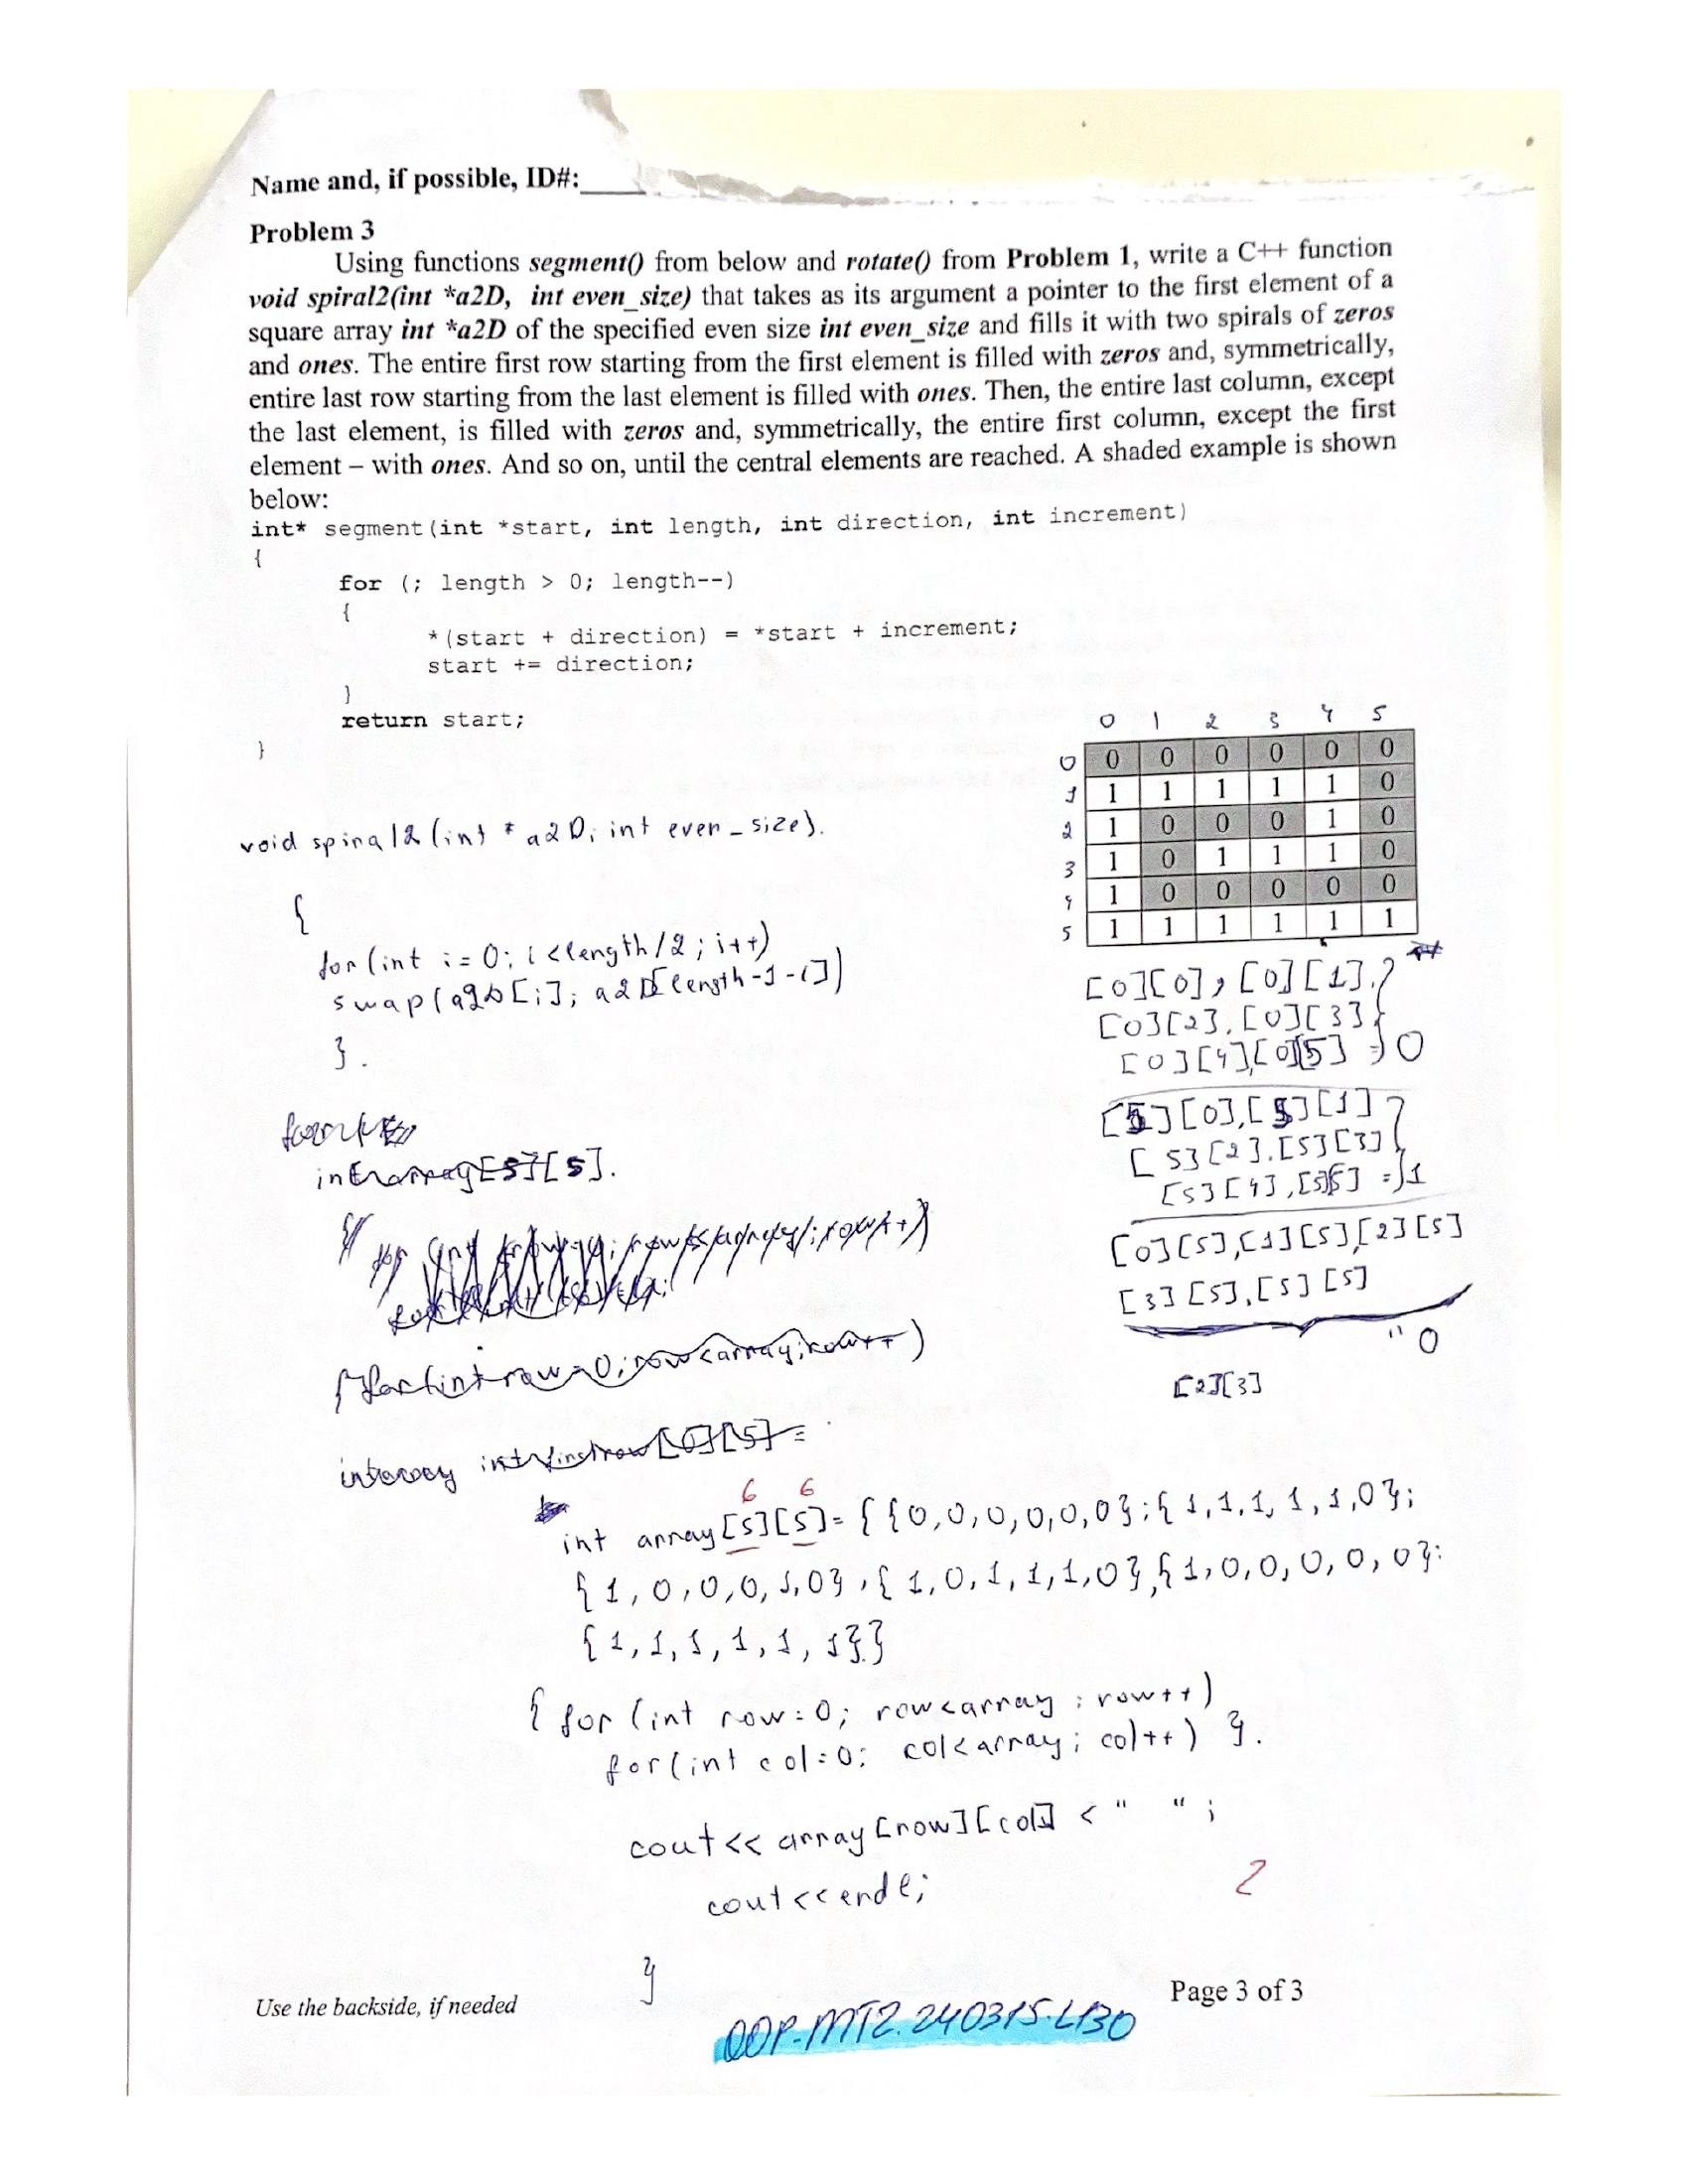 Name and, if possible, ID#:
Problem 3
Using functions segment() from below and rotate() from Problem 1, write a C++ function
void spiral2(int *a2D, int even_size) that takes as its argument a pointer to the first element of a
square array int *a2D of the specified even size int even_size and fills it with two spirals of zeros
and ones. The entire first row starting from the first element is filled with zeros and, symmetrically,
entire last row starting from the last element is filled with ones. Then, the entire last column, except
the last element, is filled with zeros and, symmetrically, the entire first column, except the first
element – with ones. And so on, until the central elements are reached. A shaded example is shown
below:
int* segment(int *start, int length, int direction, int increment)
{
for (; length > 0; length--)
{
*(start + direction) = *start + increment;
start += direction;
}
return start;
}
0 1 2 3 4 5
0 0 0 0 0 0 0
1 1 1 1 1 1 0
2 1 0 0 0 1 0
3 1 0 1 1 1 0
4 1 0 0 0 0 0
5 1 1 1 1 1 1
void spiral2(int * a2D; int even_size).
{
for(int i=0; i<length/2; i++)
swap(a2D[i]; a2D[length-1-i])
}.
[0][0], [0][1],
[0][2], [0][3]
[0][4],[0][5] = 0
[5][0],[5][1]
[5][2].[5][3]
[5][4],[5][5] = 1
[0][5],[1][5],[2][5]
[3][5],[5][5]
" 0
[2][3]
int array[5][5].
for(int row=0; row<array; row++)
int array int firstrow[0][5] =
6 6
int array[5][5]= {{0,0,0,0,0,0};{1,1,1,1,1,0};
{1,0,0,0,1,0},{1,0,1,1,1,0},{1,0,0,0,0,0}:
{1,1,1,1,1,1}}
{ for (int row=0; row<array; row++)
for(int col=0; col<array; col++) }.
cout<< array[row][col] < " " ;
cout<<endl;
2
}
Use the backside, if needed
Page 3 of 3
OOP-MT2.240315.L130